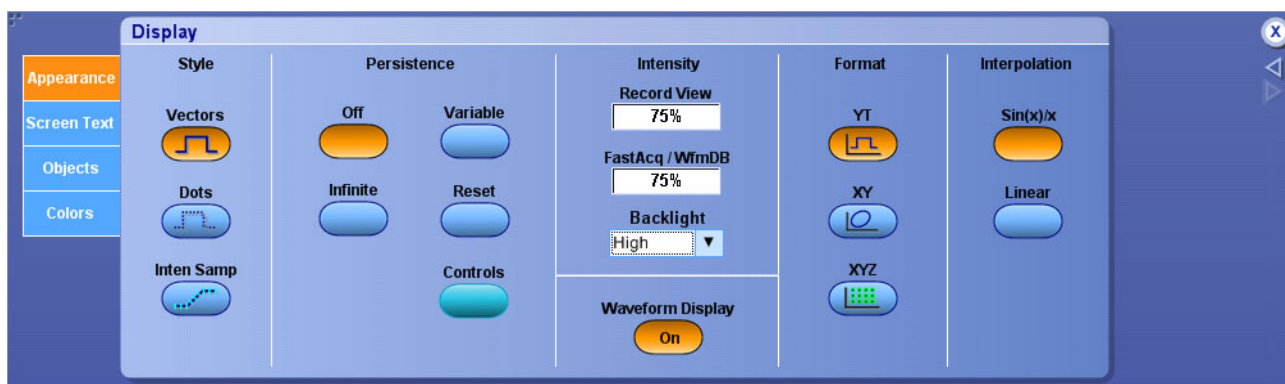 Display
Appearance
Screen Text
Objects
Colors
Style
Vectors
Dots
Inten Samp
Persistence
Off
Variable
Infinite
Reset
Controls
Intensity
Record View
75%
FastAcq / WfmDB
75%
Backlight
High
Waveform Display
On
Format
YT
XY
XYZ
Interpolation
Sin(x)/x
Linear
X